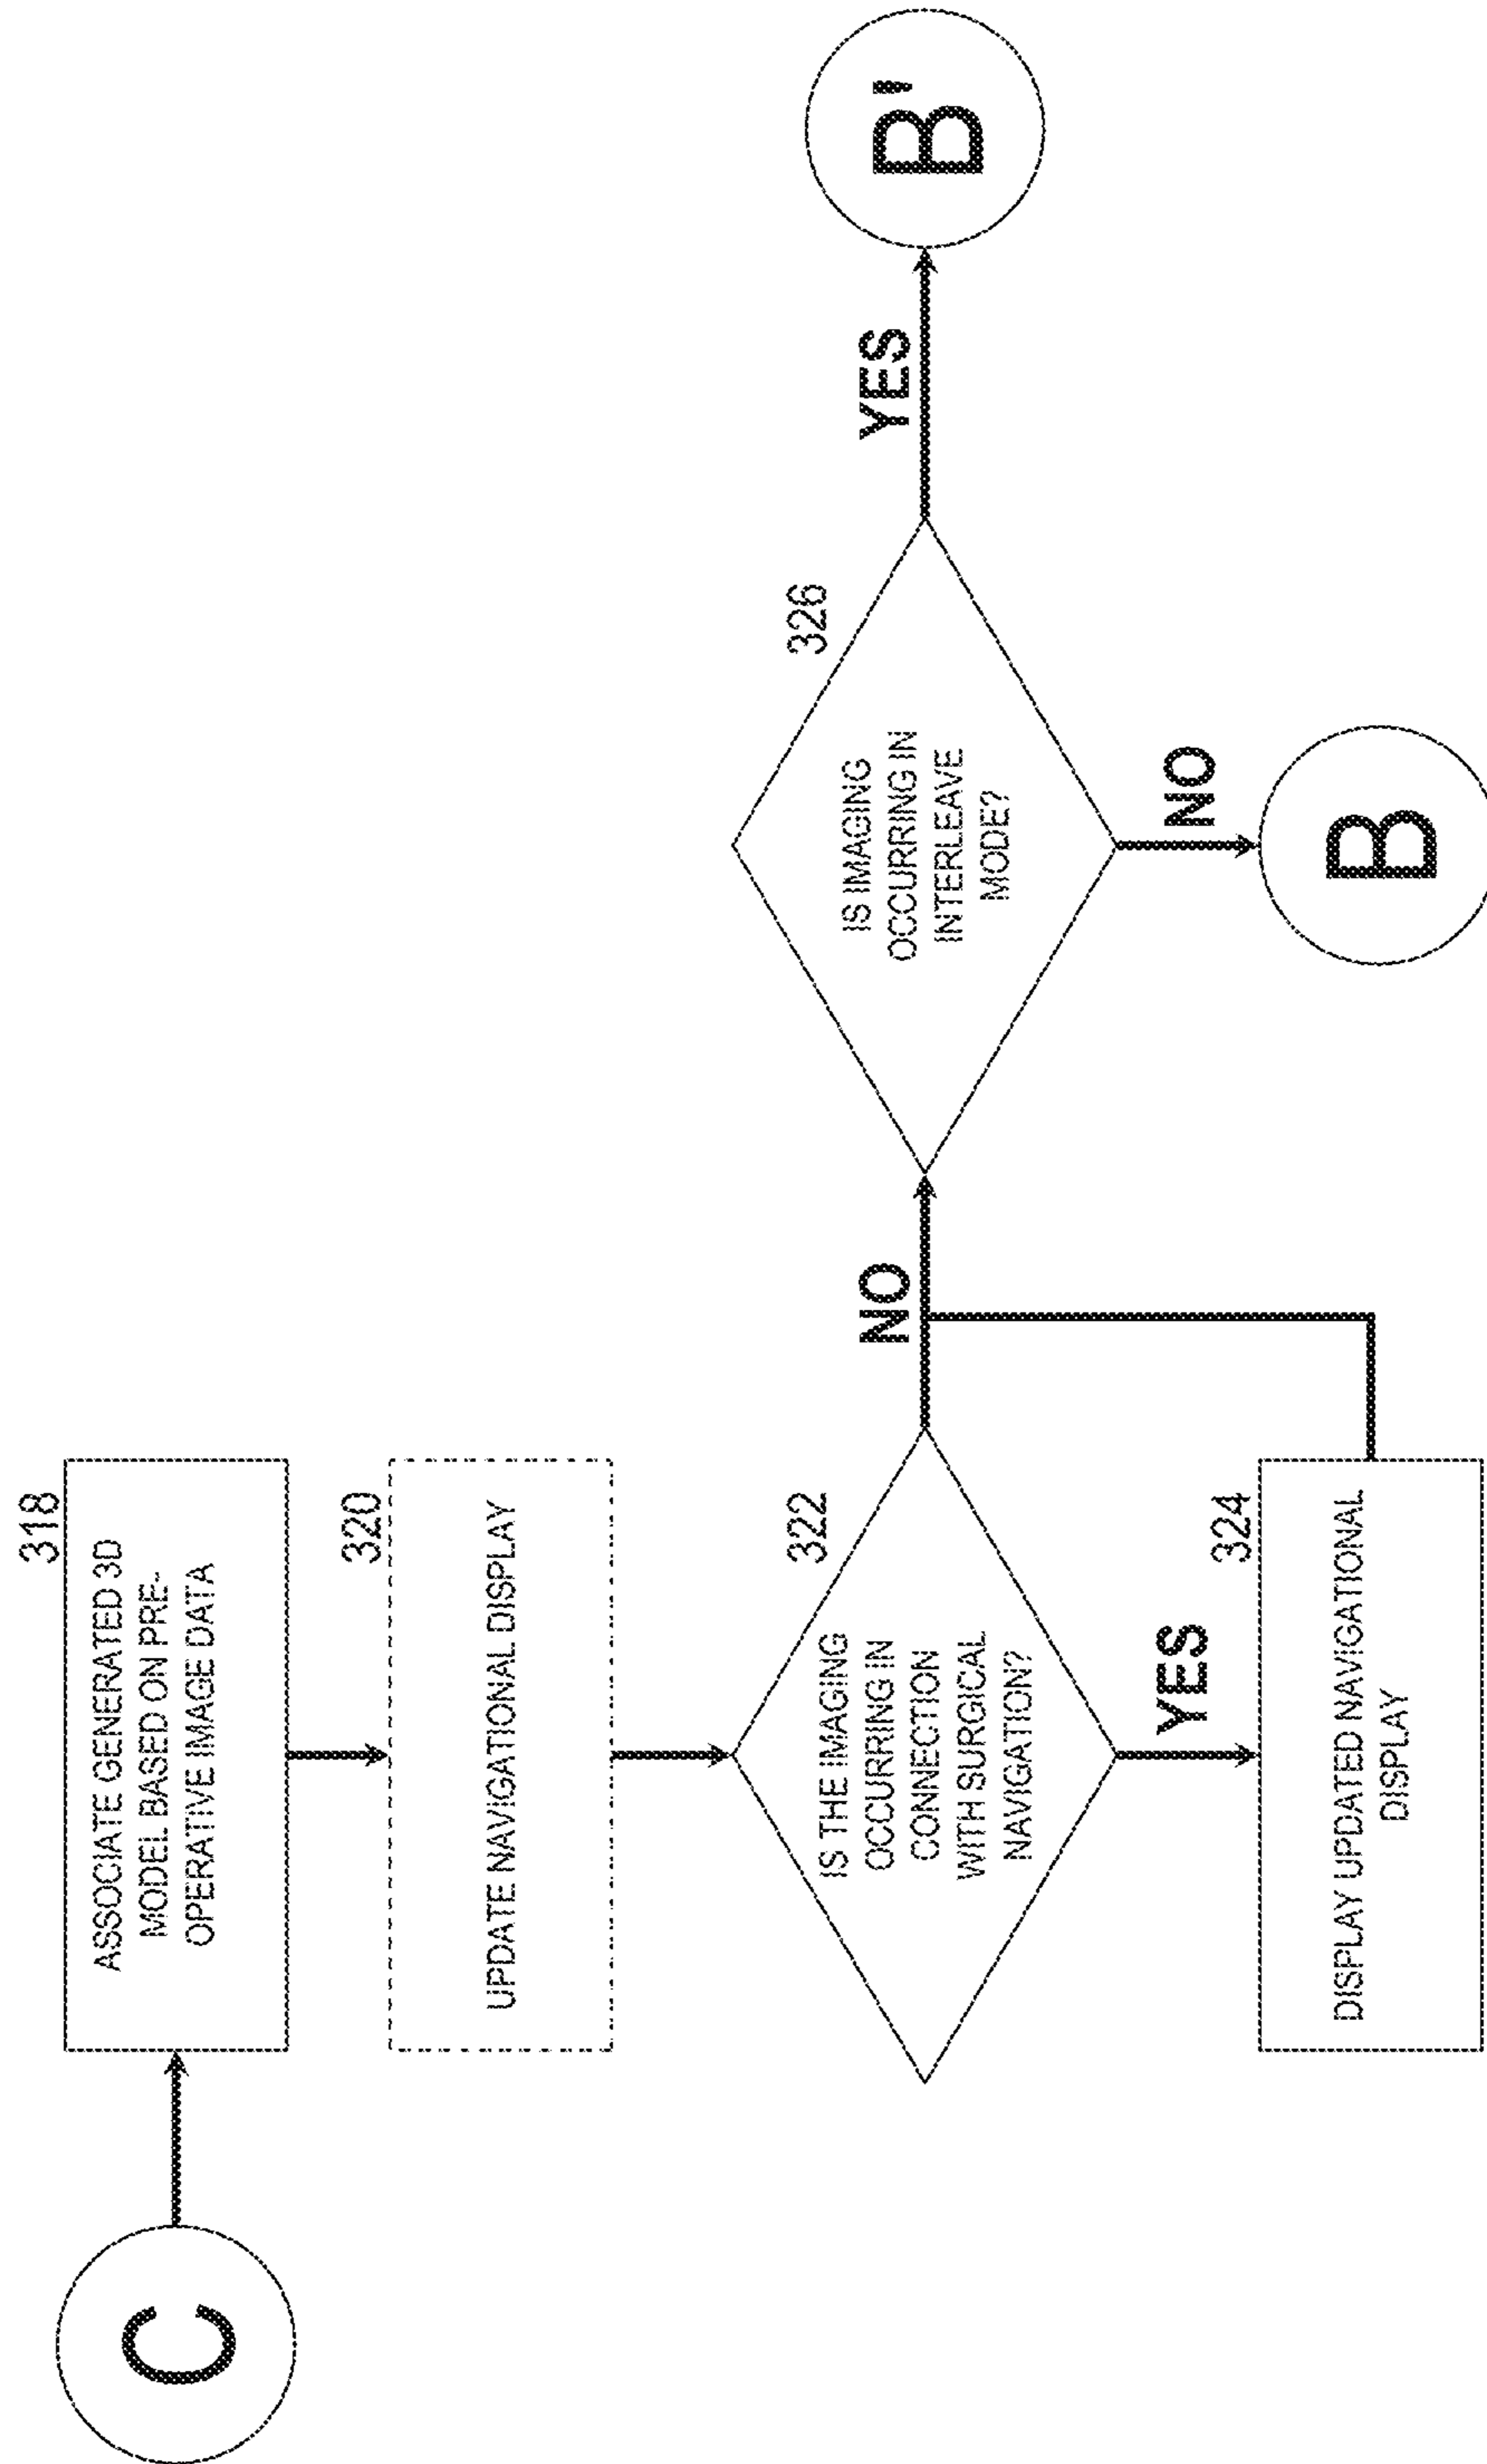 C
318
ASSOCIATE GENERATED 3D
MODEL BASED ON PRE-
OPERATIVE IMAGE DATA
320
UPDATE NAVIGATIONAL DISPLAY
322
IS THE IMAGING
OCCURRING IN
CONNECTION
WITH SURGICAL
NAVIGATION?
NO
YES
324
DISPLAY UPDATED NAVIGATIONAL
DISPLAY
326
IS IMAGING
OCCURRING IN
INTERLEAVE
MODE?
YES
B'
NO
B